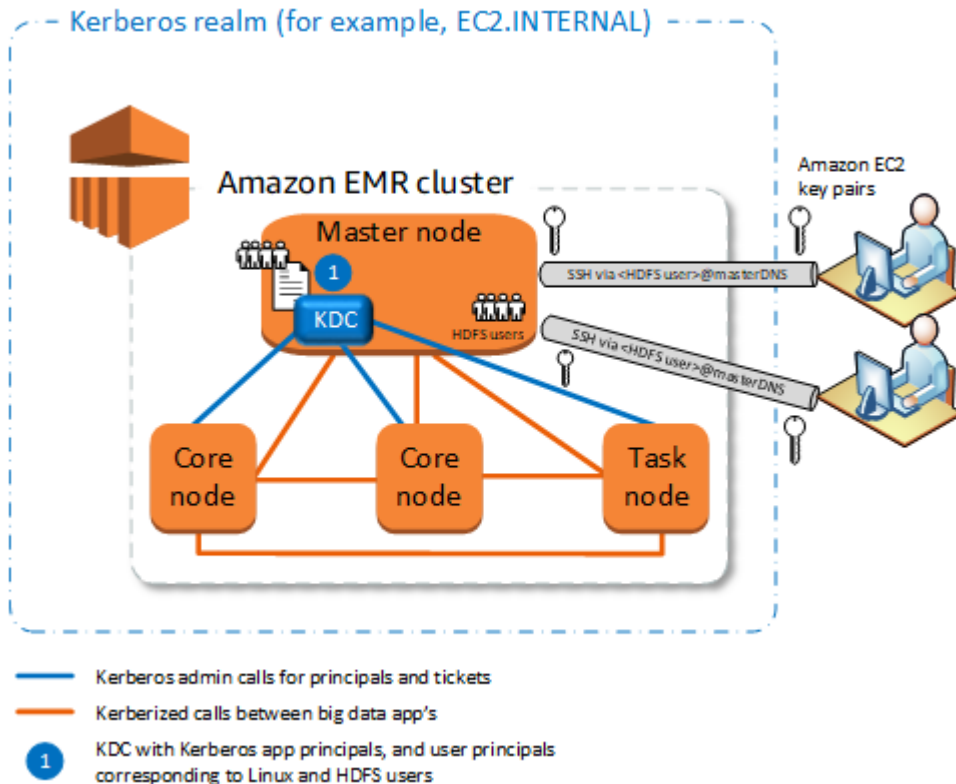 Kerberos realm (for example, EC2.INTERNAL)
Amazon EMR cluster
Amazon EC2
key pairs
Master node
1
KDC
HDFS users
SSH via <HDFS user>@masterDNS
SSH via <HDFS user>@masterDNS
Core
node
Core
node
Task
node
Kerberos admin calls for principals and tickets
Kerberized calls between big data app's
1
KDC with Kerberos app principals, and user principals
corresponding to Linux and HDFS users